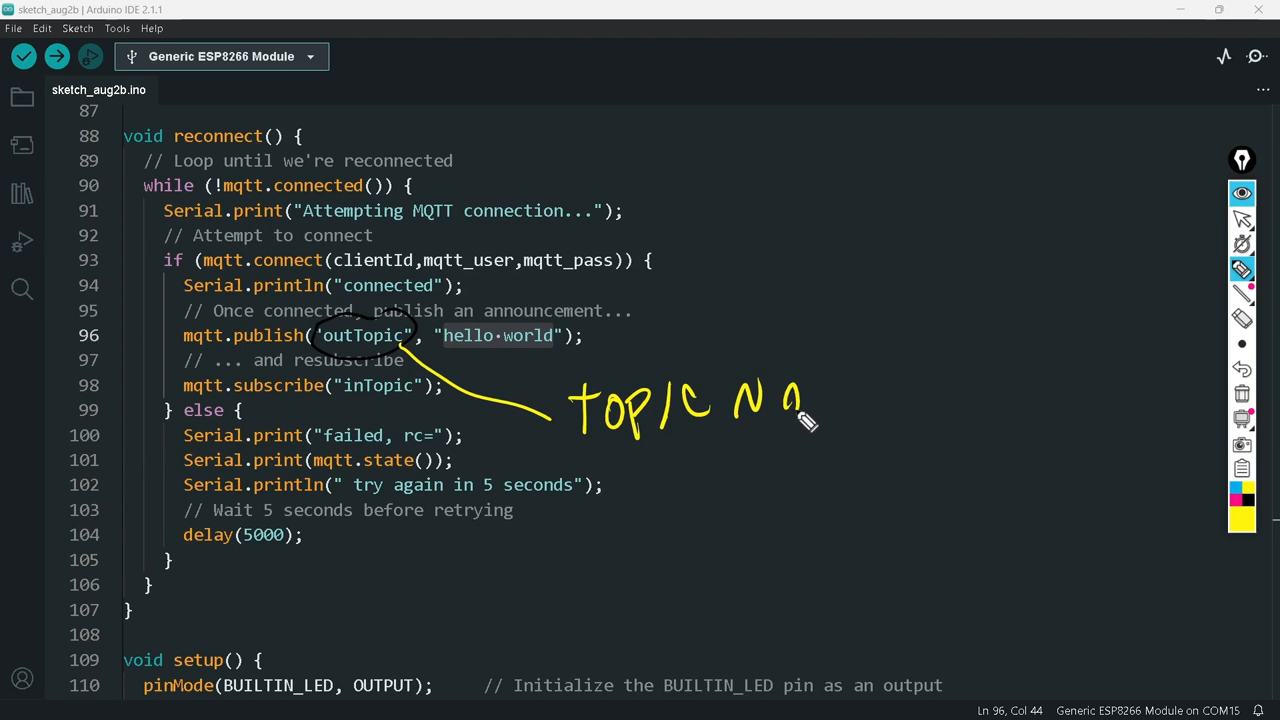 sketch_aug2b | Arduino IDE 2.1.1
File Edit Sketch Tools Help
Generic ESP8266 Module
sketch_aug2b.ino
87
88 void reconnect() {
89 // Loop until we're reconnected
90 while (!mqtt.connected()) {
91 Serial.print("Attempting MQTT connection...");
92 // Attempt to connect
93 if (mqtt.connect(clientId,mqtt_user,mqtt_pass)) {
94 Serial.println("connected");
95 // Once connected, publish an announcement...
96 mqtt.publish("outTopic", "hello·world");
97 // ... and resubscribe
98 mqtt.subscribe("inTopic");
TOPIC NA
99 } else {
100 Serial.print("failed, rc=");
101 Serial.print(mqtt.state());
102 Serial.println(" try again in 5 seconds");
103 // Wait 5 seconds before retrying
104 delay(5000);
105 }
106 }
107 }
108
109 void setup() {
110 pinMode(BUILTIN_LED, OUTPUT); // Initialize the BUILTIN_LED pin as an output
Ln 96, Col 44 Generic ESP8266 Module on COM15